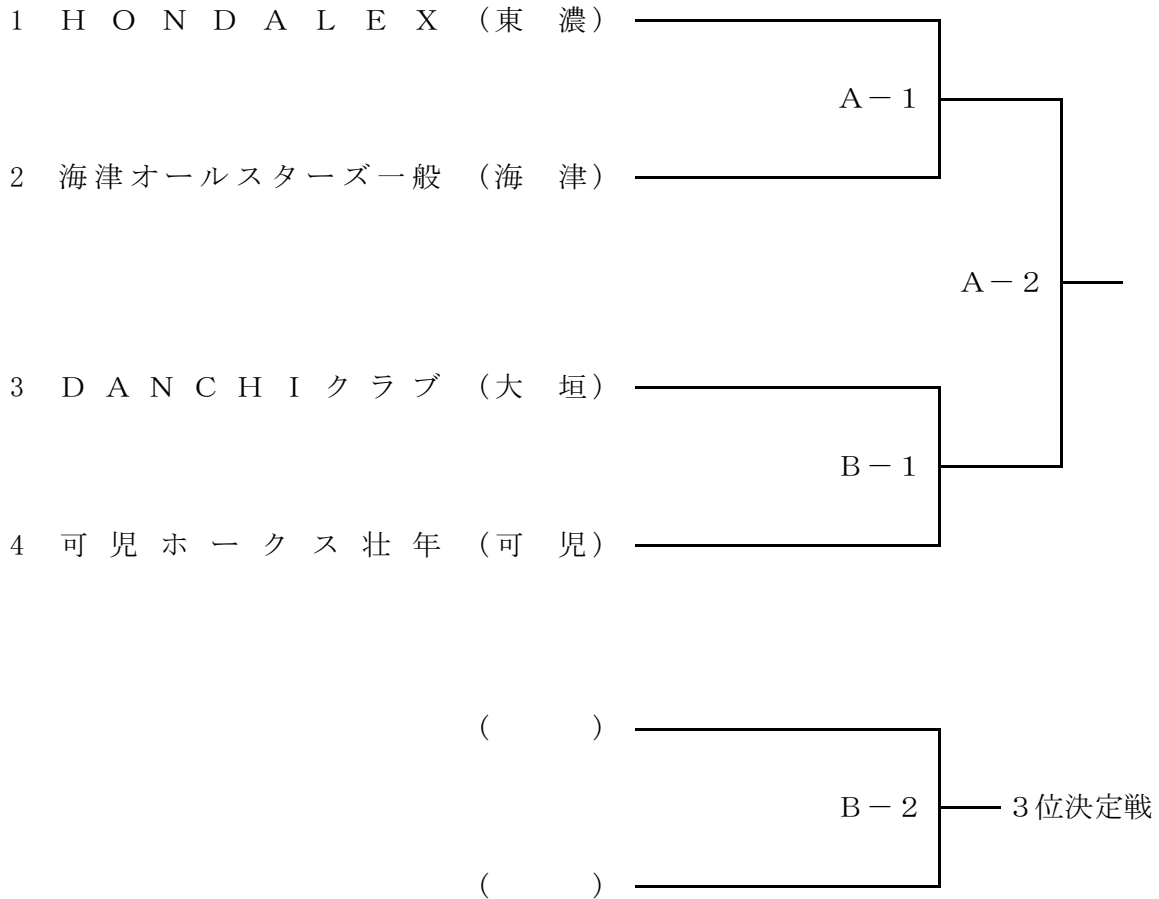 1 ＨＯＮＤＡＬＥＸ (東 濃)
Ａ－１
2 海津オールスターズ一般 (海 津)
Ａ－２
3 ＤＡＮＣＨＩクラブ (大 垣)
Ｂ－１
4 可児ホークス壮年 (可 児)
( )
Ｂ－２ ３位決定戦
( )